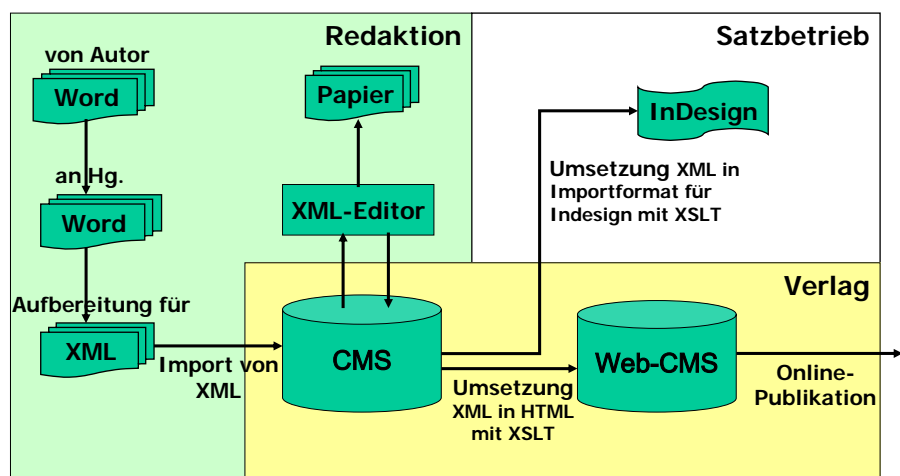 Redaktion
Satzbetrieb
von Autor
Word
Papier
InDesign
an Hg.
Word
XML-Editor
Umsetzung XML in
Importformat für
Indesign mit XSLT
Verlag
Aufbereitung für
XML
Import von
XML
CMS
Umsetzung
XML in HTML
mit XSLT
Web-CMS
Online-
Publikation